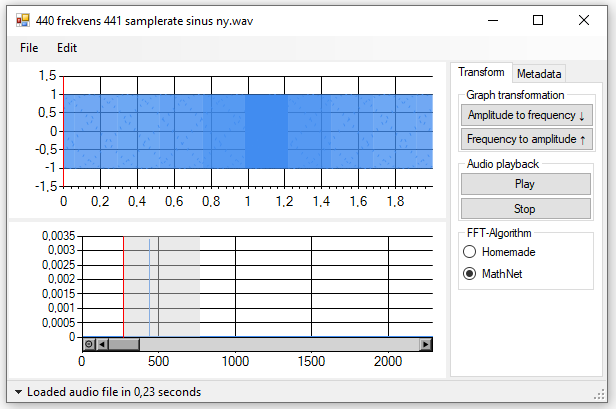 440 frekvens 441 samplerate sinus ny.wav
File Edit
Transform Metadata
1,5
1
0,5
0
-0,5
-1
-1,5
0 0,2 0,4 0,6 0,8 1 1,2 1,4 1,6 1,8
Graph transfomation
Amplitude to frequency ↓
Frequency to amplitude ↑
Audio playback
Play
Stop
FFT-Algorithm
Homemade
MathNet
0,0035
0,003
0,0025
0,002
0,0015
0,001
0,0005
0
0 500 1000 1500 2000
Loaded audio file in 0,23 seconds